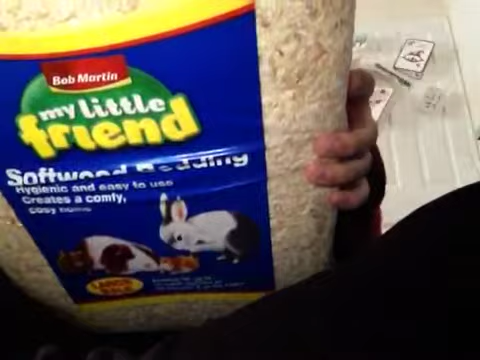 Bob Martin
my little
friend
Softwood Bedding
Hygienic and easy to use
Creates a comfy,
cosy home